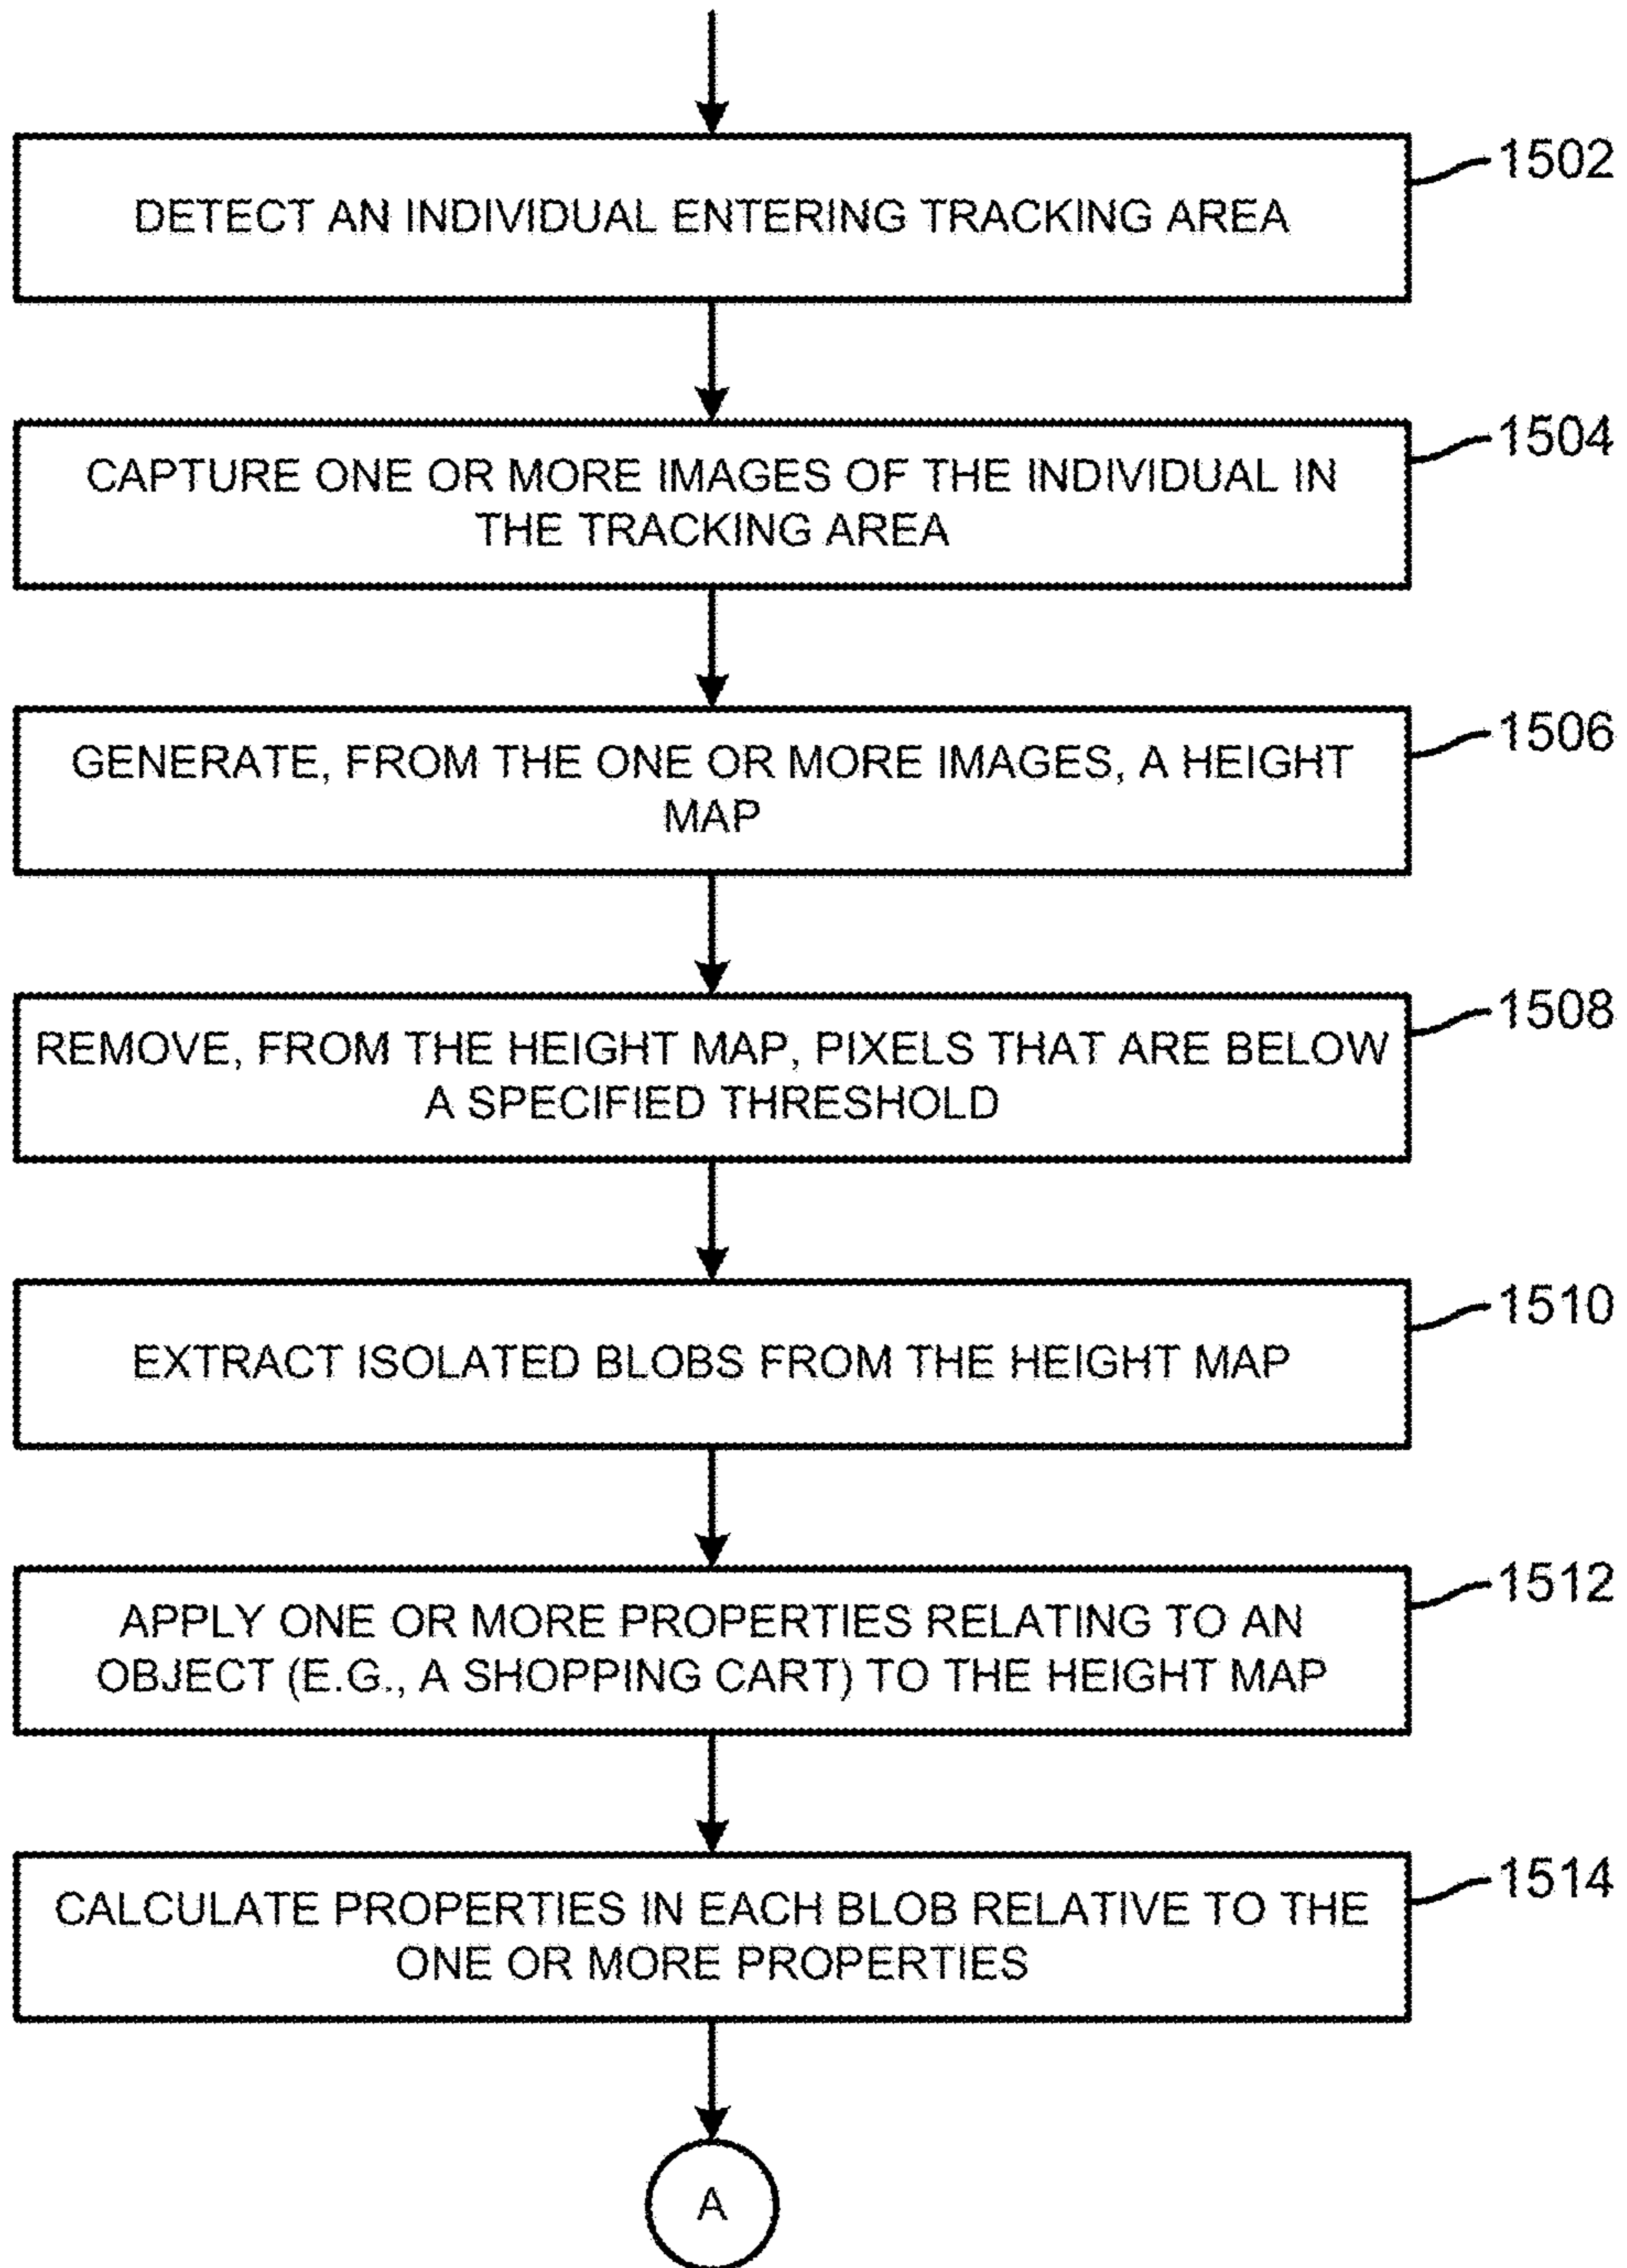 1502
DETECT AN INDIVIDUAL ENTERING TRACKING AREA
1504
CAPTURE ONE OR MORE IMAGES OF THE INDIVIDUAL IN
THE TRACKING AREA
1506
GENERATE, FROM THE ONE OR MORE IMAGES, A HEIGHT
MAP
1508
REMOVE, FROM THE HEIGHT MAP, PIXELS THAT ARE BELOW
A SPECIFIED THRESHOLD
1510
EXTRACT ISOLATED BLOBS FROM THE HEIGHT MAP
1512
APPLY ONE OR MORE PROPERTIES RELATING TO AN
OBJECT (E.G., A SHOPPING CART) TO THE HEIGHT MAP
1514
CALCULATE PROPERTIES IN EACH BLOB RELATIVE TO THE
ONE OR MORE PROPERTIES
A